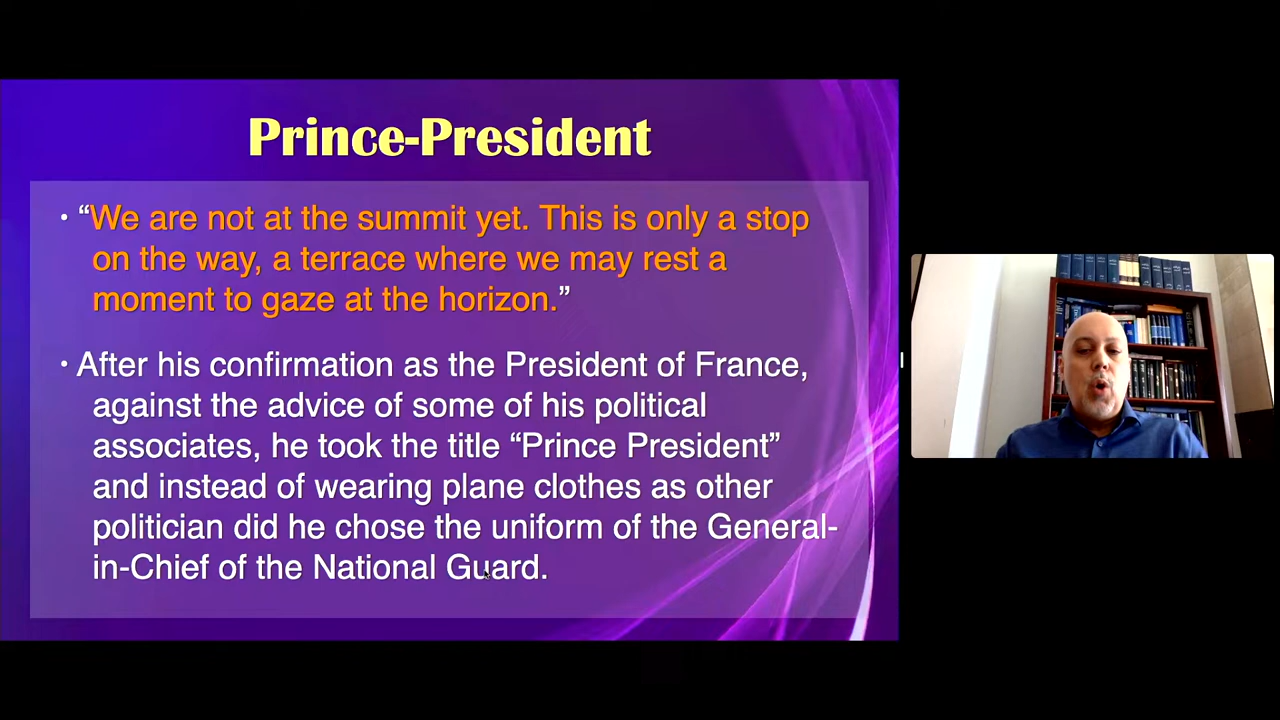 Prince-President
• “We are not at the summit yet. This is only a stop
on the way, a terrace where we may rest a
moment to gaze at the horizon.”
• After his confirmation as the President of France,
against the advice of some of his political
associates, he took the title “Prince President”
and instead of wearing plane clothes as other
politician did he chose the uniform of the General-
in-Chief of the National Guard.